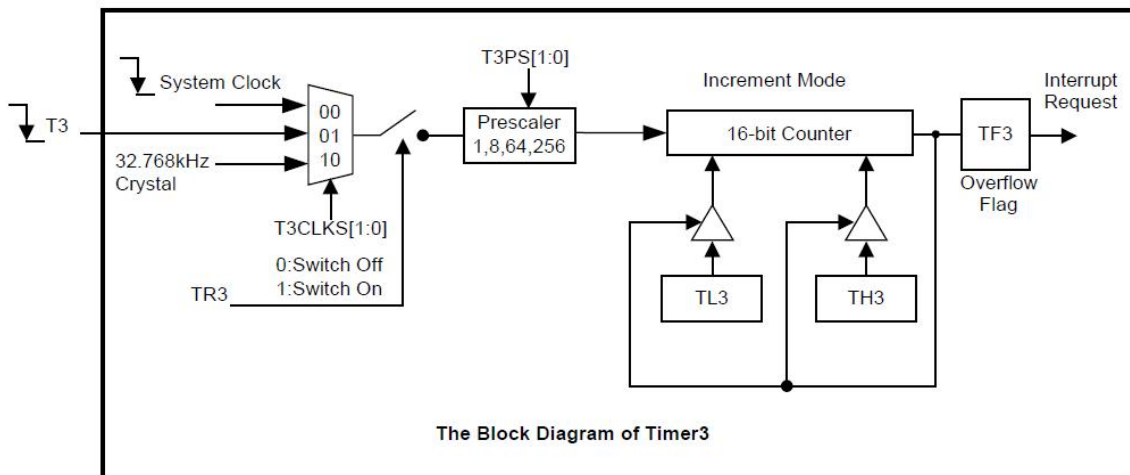 T3PS[1:0]
Increment Mode
Interrupt
Request
System Clock
T3
00
01
10
Prescaler
1,8,64,256
16-bit Counter
TF3
32.768kHz
Crystal
Overflow
Flag
T3CLKS[1:0]
0:Switch Off
1:Switch On
TR3
TL3
TH3
The Block Diagram of Timer3